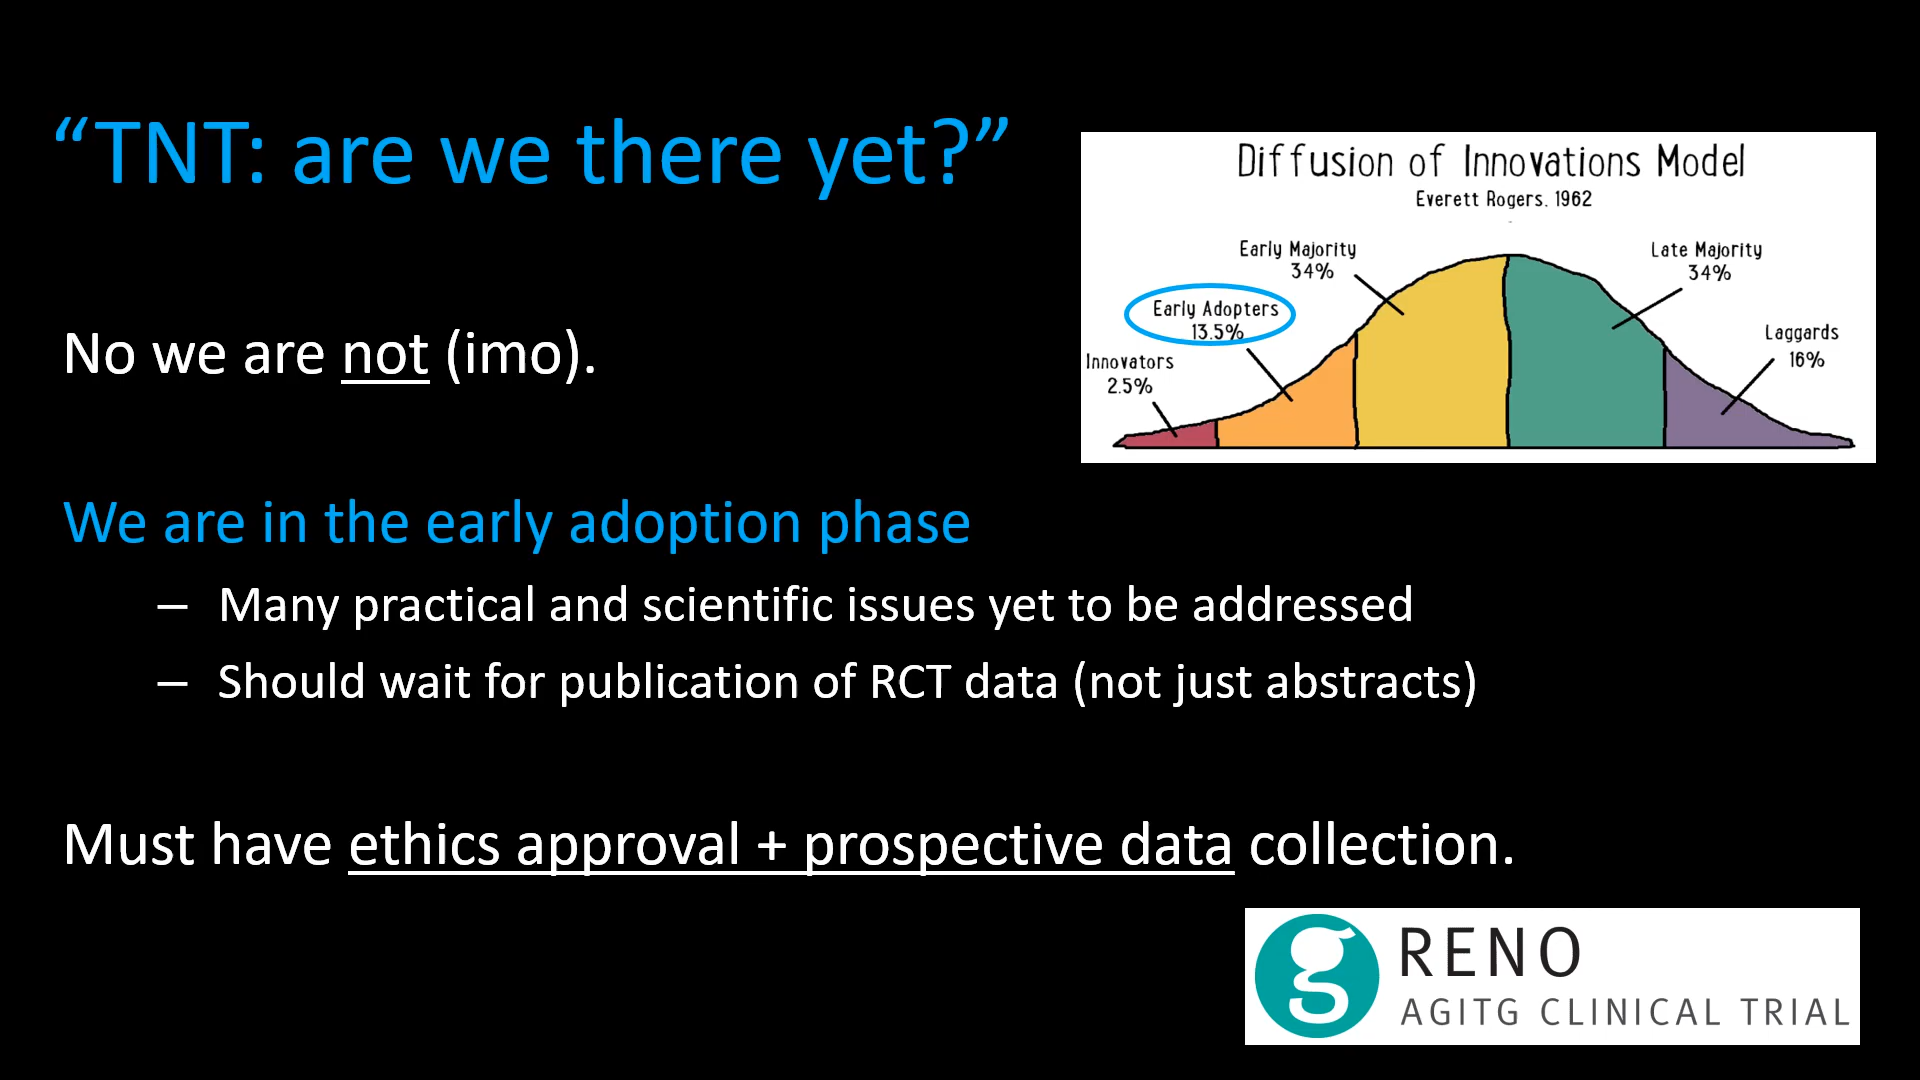 “TNT: are we there yet?”
No we are not (imo).
We are in the early adoption phase
– Many practical and scientific issues yet to be addressed
– Should wait for publication of RCT data (not just abstracts)
Must have ethics approval + prospective data collection.
Diffusion of Innovations Model
Everett Rogers. 1962
Early Majority
34%
Late Majority
34%
Early Adopters
13.5%
Laggards
16%
Innovators
2.5%
g
RENO
AGITG CLINICAL TRIAL